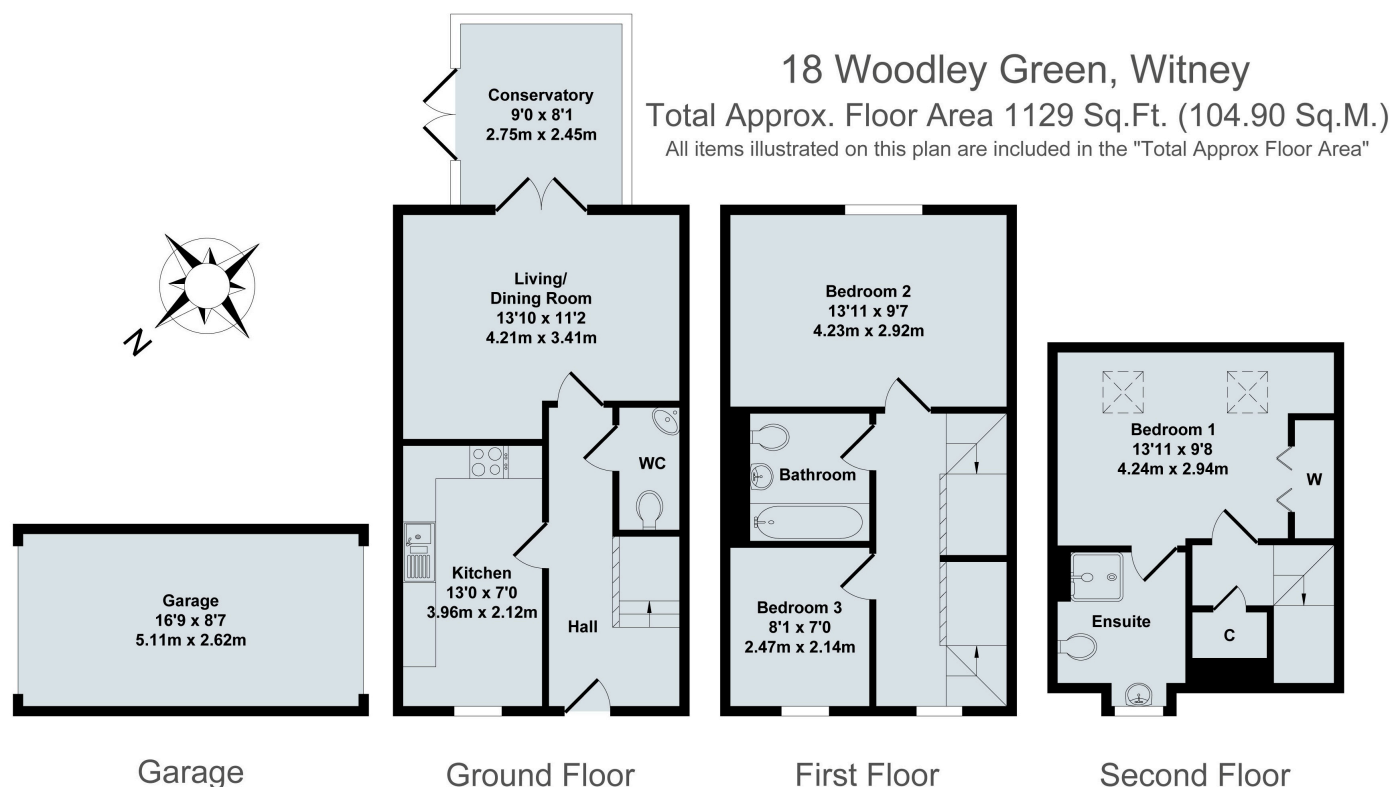 18 Woodley Green, Witney
Total Approx. Floor Area 1129 Sq.Ft. (104.90 Sq.M.)
All items illustrated on this plan are included in the "Total Approx Floor Area"
Conservatory
9'0 x 8'1
2.75m x 2.45m
N
Living/
Dining Room
13'10 x 11'2
4.21m x 3.41m
WC
Kitchen
13'0 x 7'0
3.96m x 2.12m
Hall
Garage
16'9 x 8'7
5.11m x 2.62m
Bedroom 2
13'11 x 9'7
4.23m x 2.92m
Bathroom
Bedroom 3
8'1 x 7'0
2.47m x 2.14m
Bedroom 1
13'11 x 9'8
4.24m x 2.94m
W
Ensuite
C
Garage
Ground Floor
First Floor
Second Floor